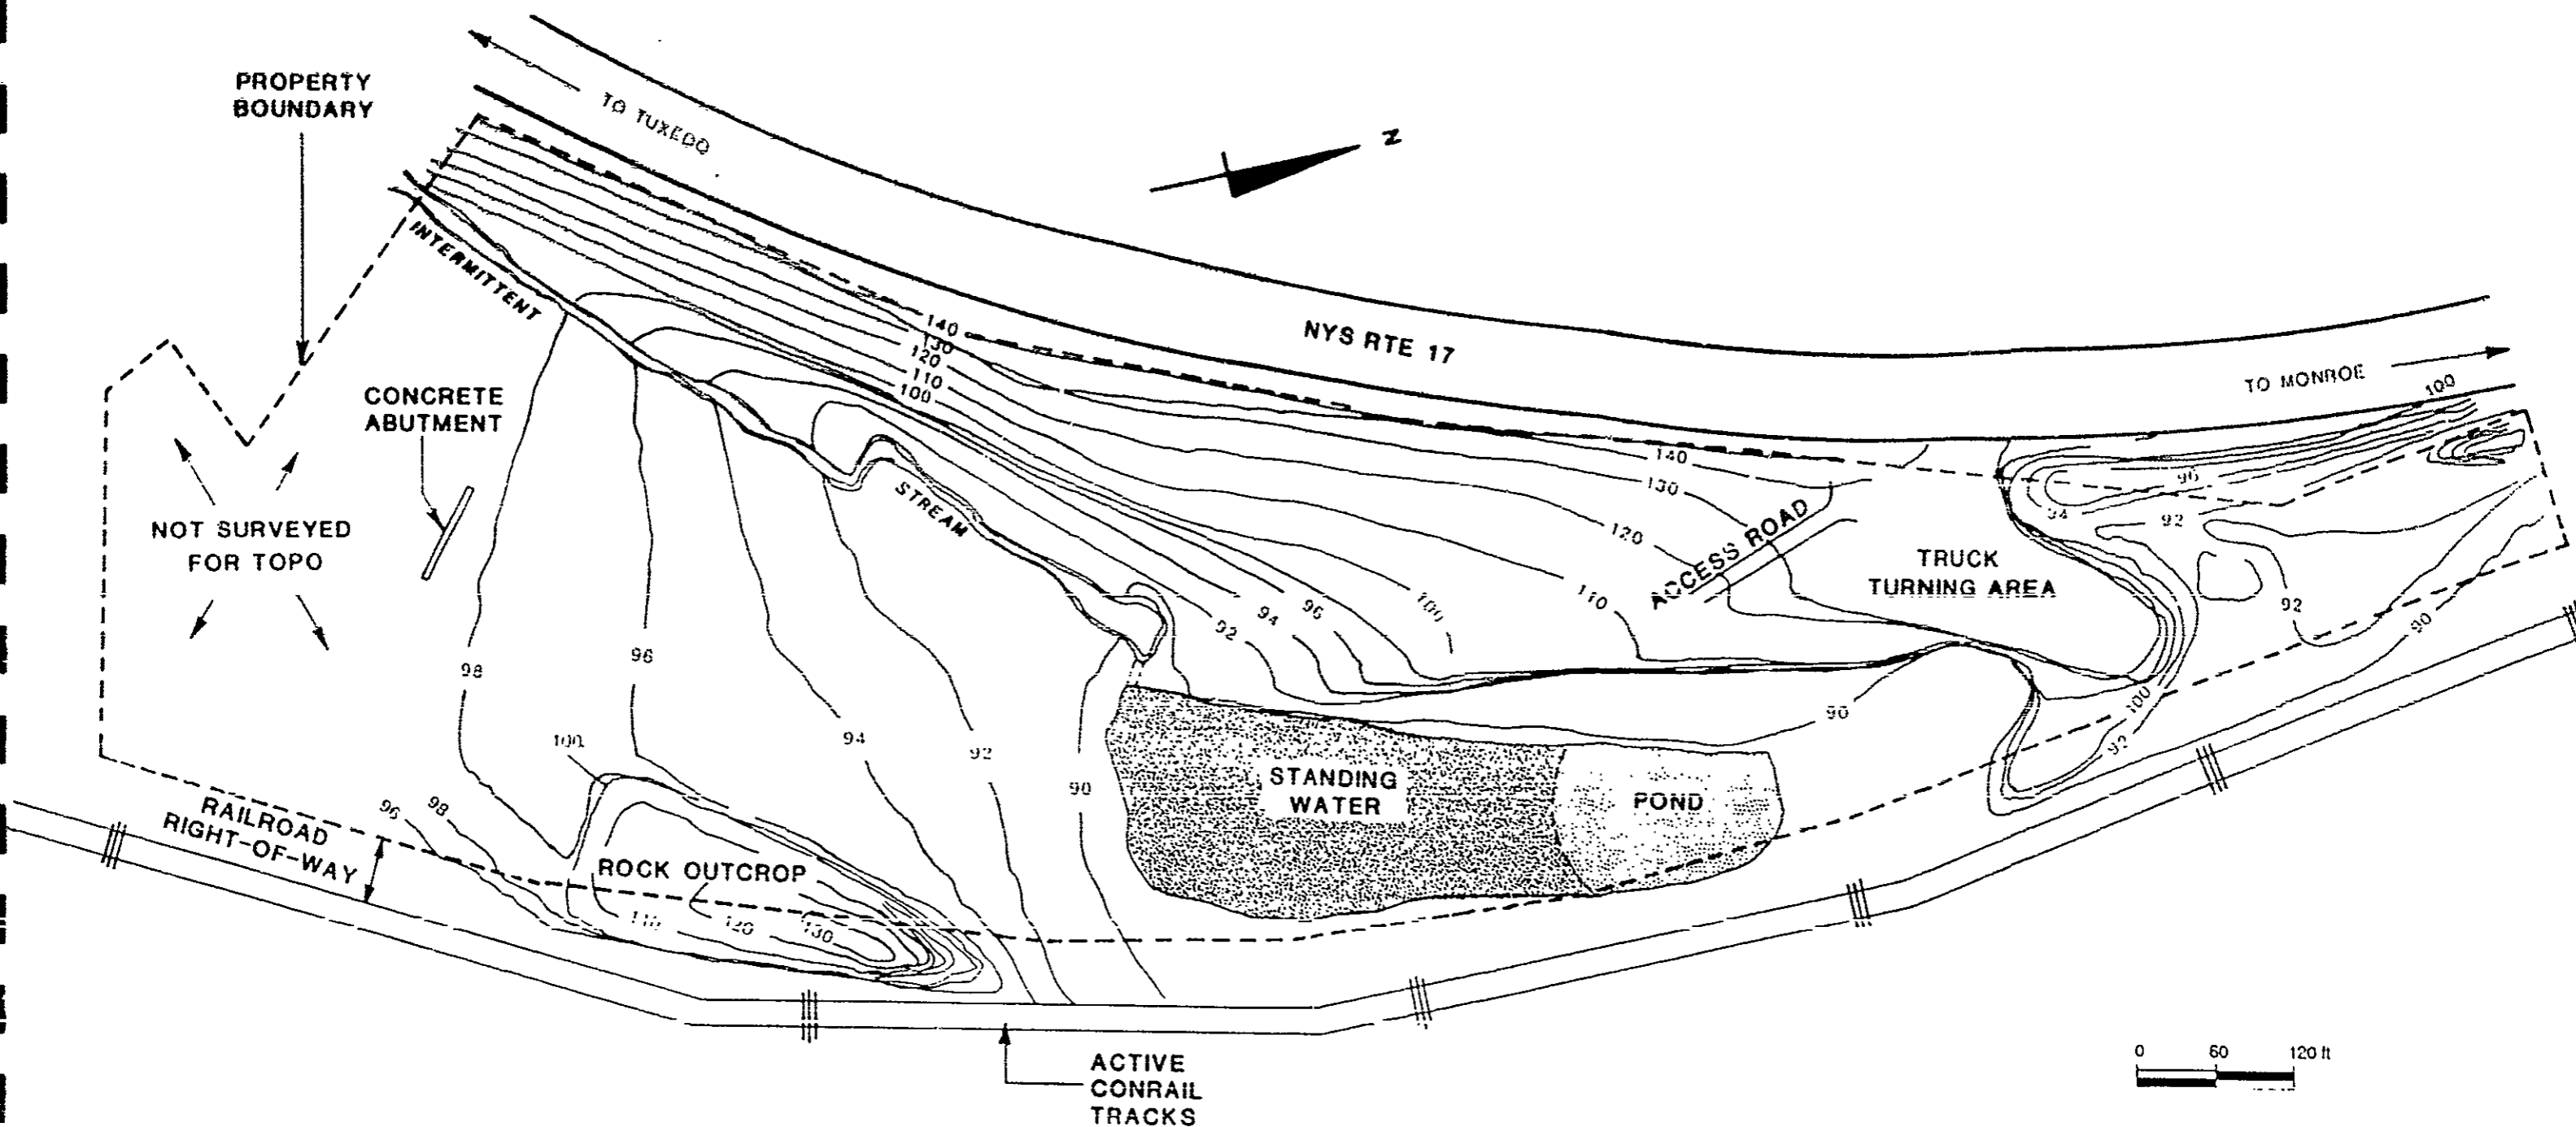 PROPERTY
BOUNDARY
TO TUXEDO
N
NYS RTE 17
TO MONROE
100
INTERMITTENT
140
130
120
110
100
CONCRETE
ABUTMENT
STREAM
140
130
120
ACCESS ROAD
TRUCK
TURNING AREA
96
94
92
92
90
NOT SURVEYED
FOR TOPO
98
96
94
92
90
92
94
96
100
110
90
100
92
100
STANDING
WATER
POND
96
98
RAILROAD
RIGHT-OF-WAY
ROCK OUTCROP
110
120
130
ACTIVE
CONRAIL
TRACKS
0 60 120 ft